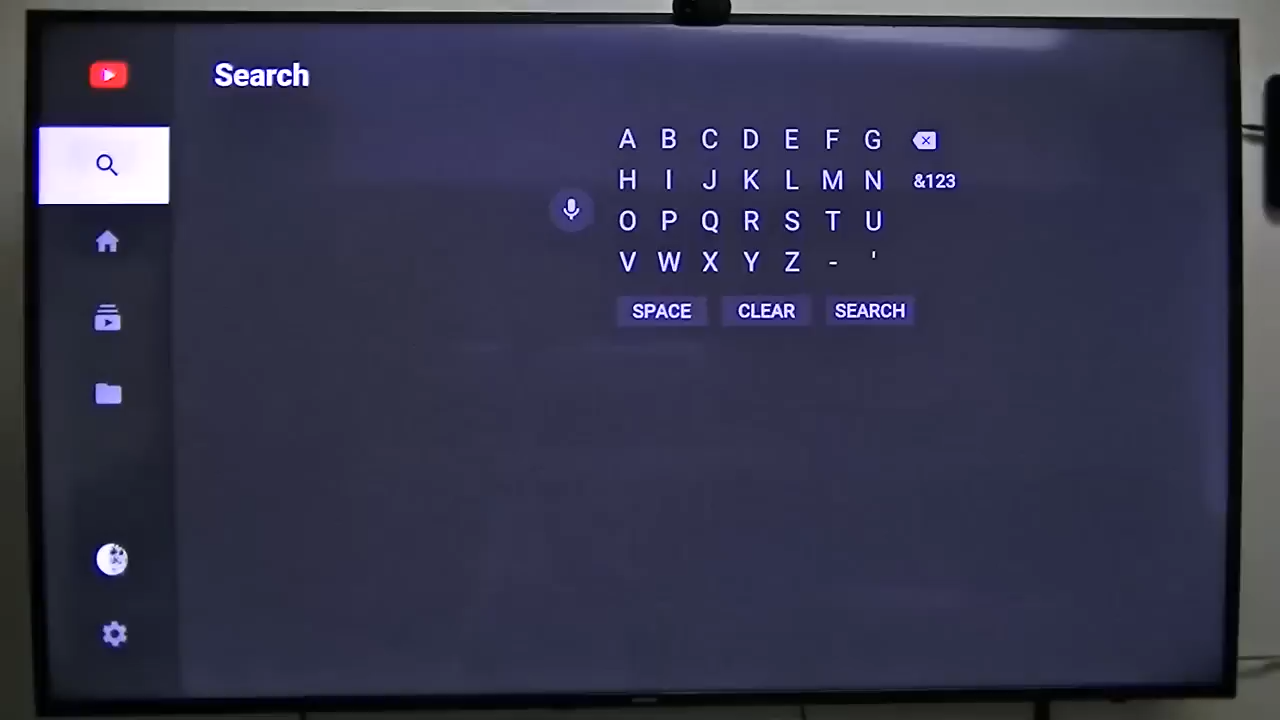 Search
A B C D E F G
H I J K L M N &123
O P Q R S T U
V W X Y Z - '
SPACE CLEAR SEARCH